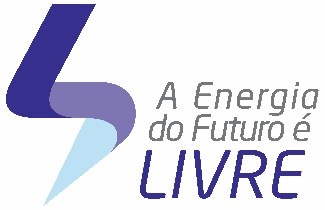 A Energia
do Futuro é
LIVRE